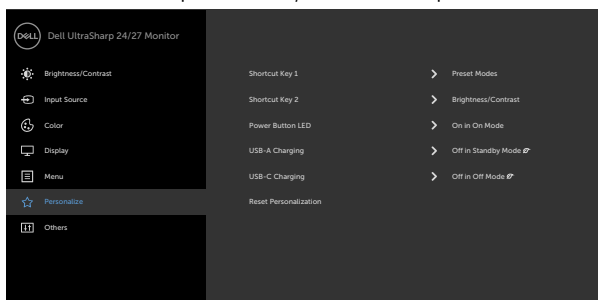 DELL Dell UltraSharp 24/27 Monitor
Brightness/Contrast Shortcut Key 1 Preset Modes
Input Source Shortcut Key 2 Brightness/Contrast
Color Power Button LED On in On Mode
Display USB-A Charging Off in Standby Mode
Menu USB-C Charging Off in Off Mode
Personalize Reset Personalization
Others